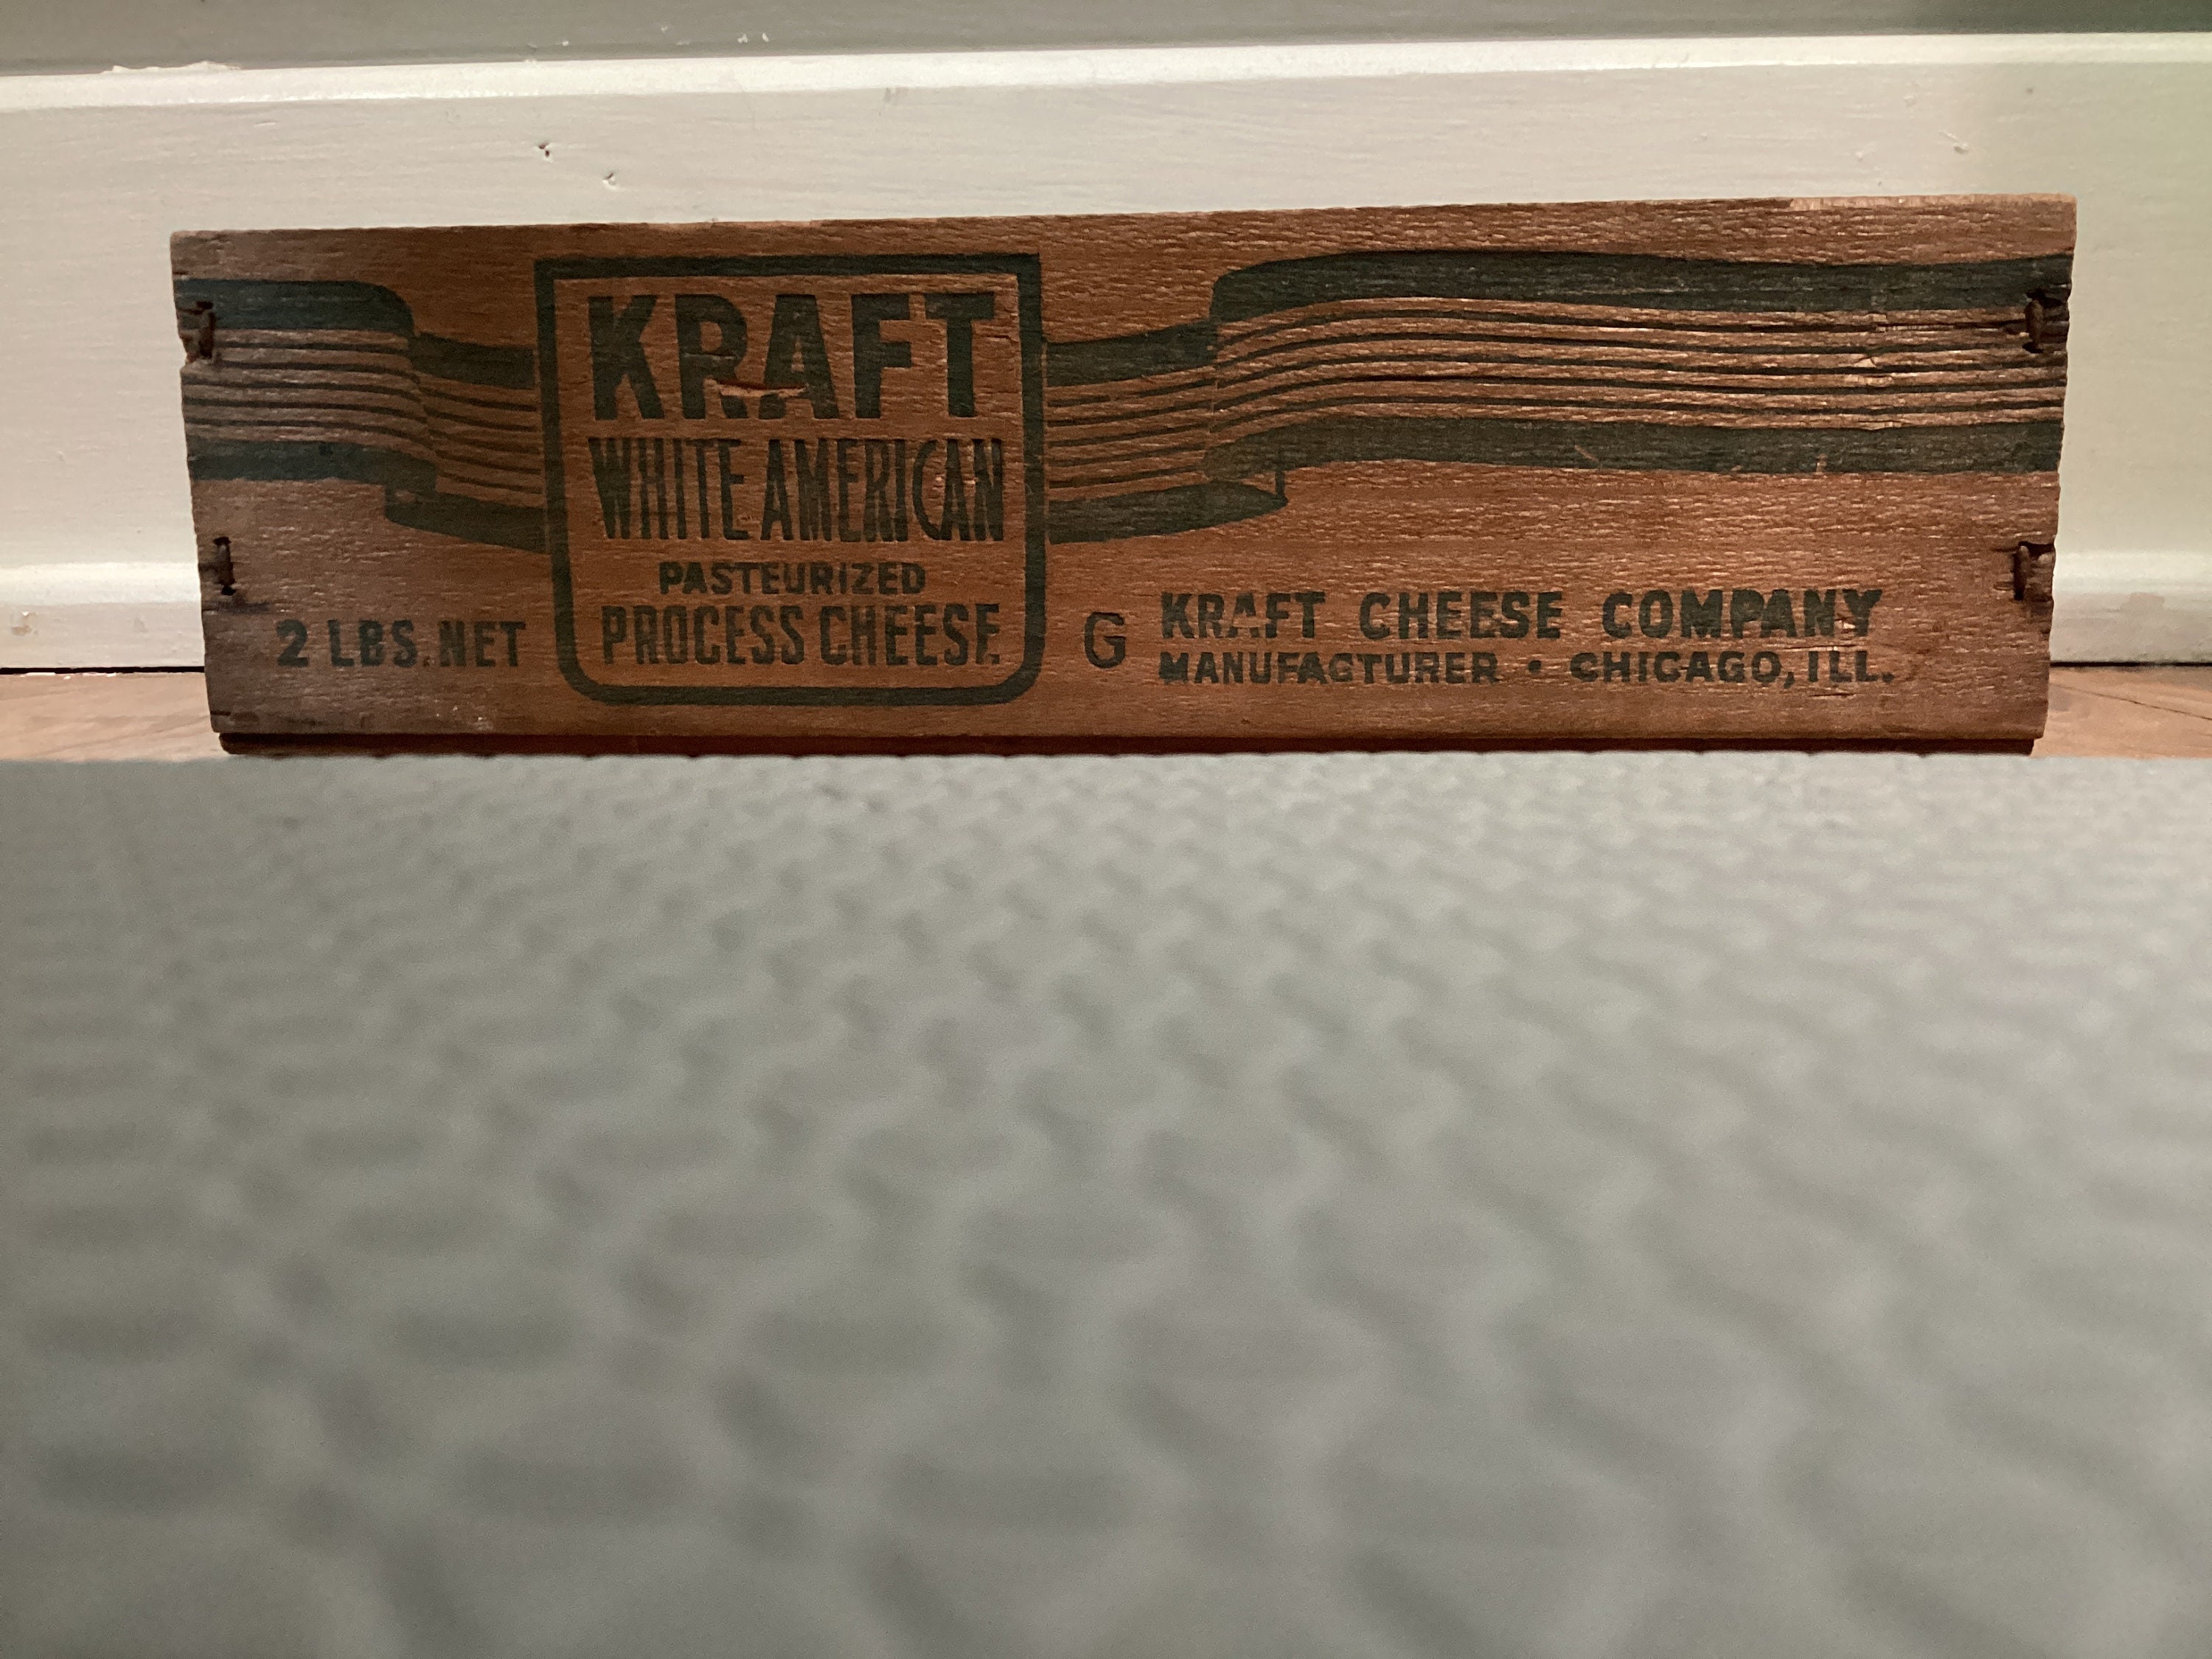 KRAFT
WHITE AMERICAN
PASTEURIZED
PROCESS CHEESE
2 LBS. NET
G
KRAFT CHEESE COMPANY
MANUFACTURER • CHICAGO, ILL.